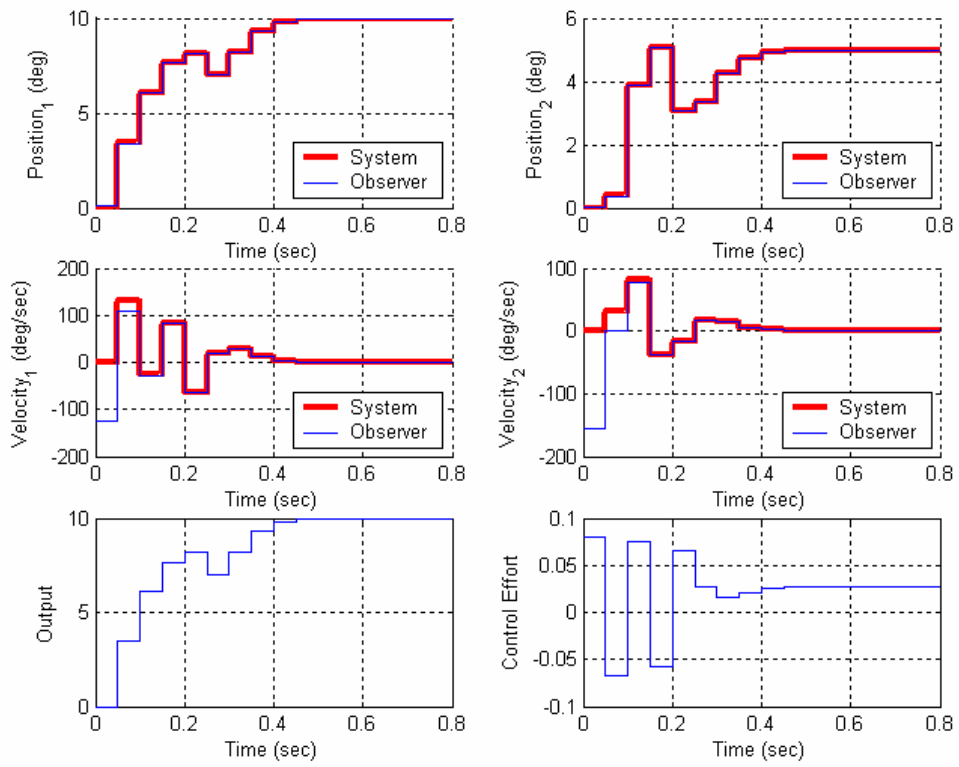 10
5
0
Position1 (deg)
System
Observer
0 0.2 0.4 0.6 0.8
Time (sec)
6
4
2
0
Position2 (deg)
System
Observer
0 0.2 0.4 0.6 0.8
Time (sec)
200
100
0
-100
-200
Velocity1 (deg/sec)
System
Observer
0 0.2 0.4 0.6 0.8
Time (sec)
100
0
-100
-200
Velocity2 (deg/sec)
System
Observer
0 0.2 0.4 0.6 0.8
Time (sec)
10
5
0
Output
0 0.2 0.4 0.6 0.8
Time (sec)
0.1
0.05
0
-0.05
-0.1
Control Effort
0 0.2 0.4 0.6 0.8
Time (sec)